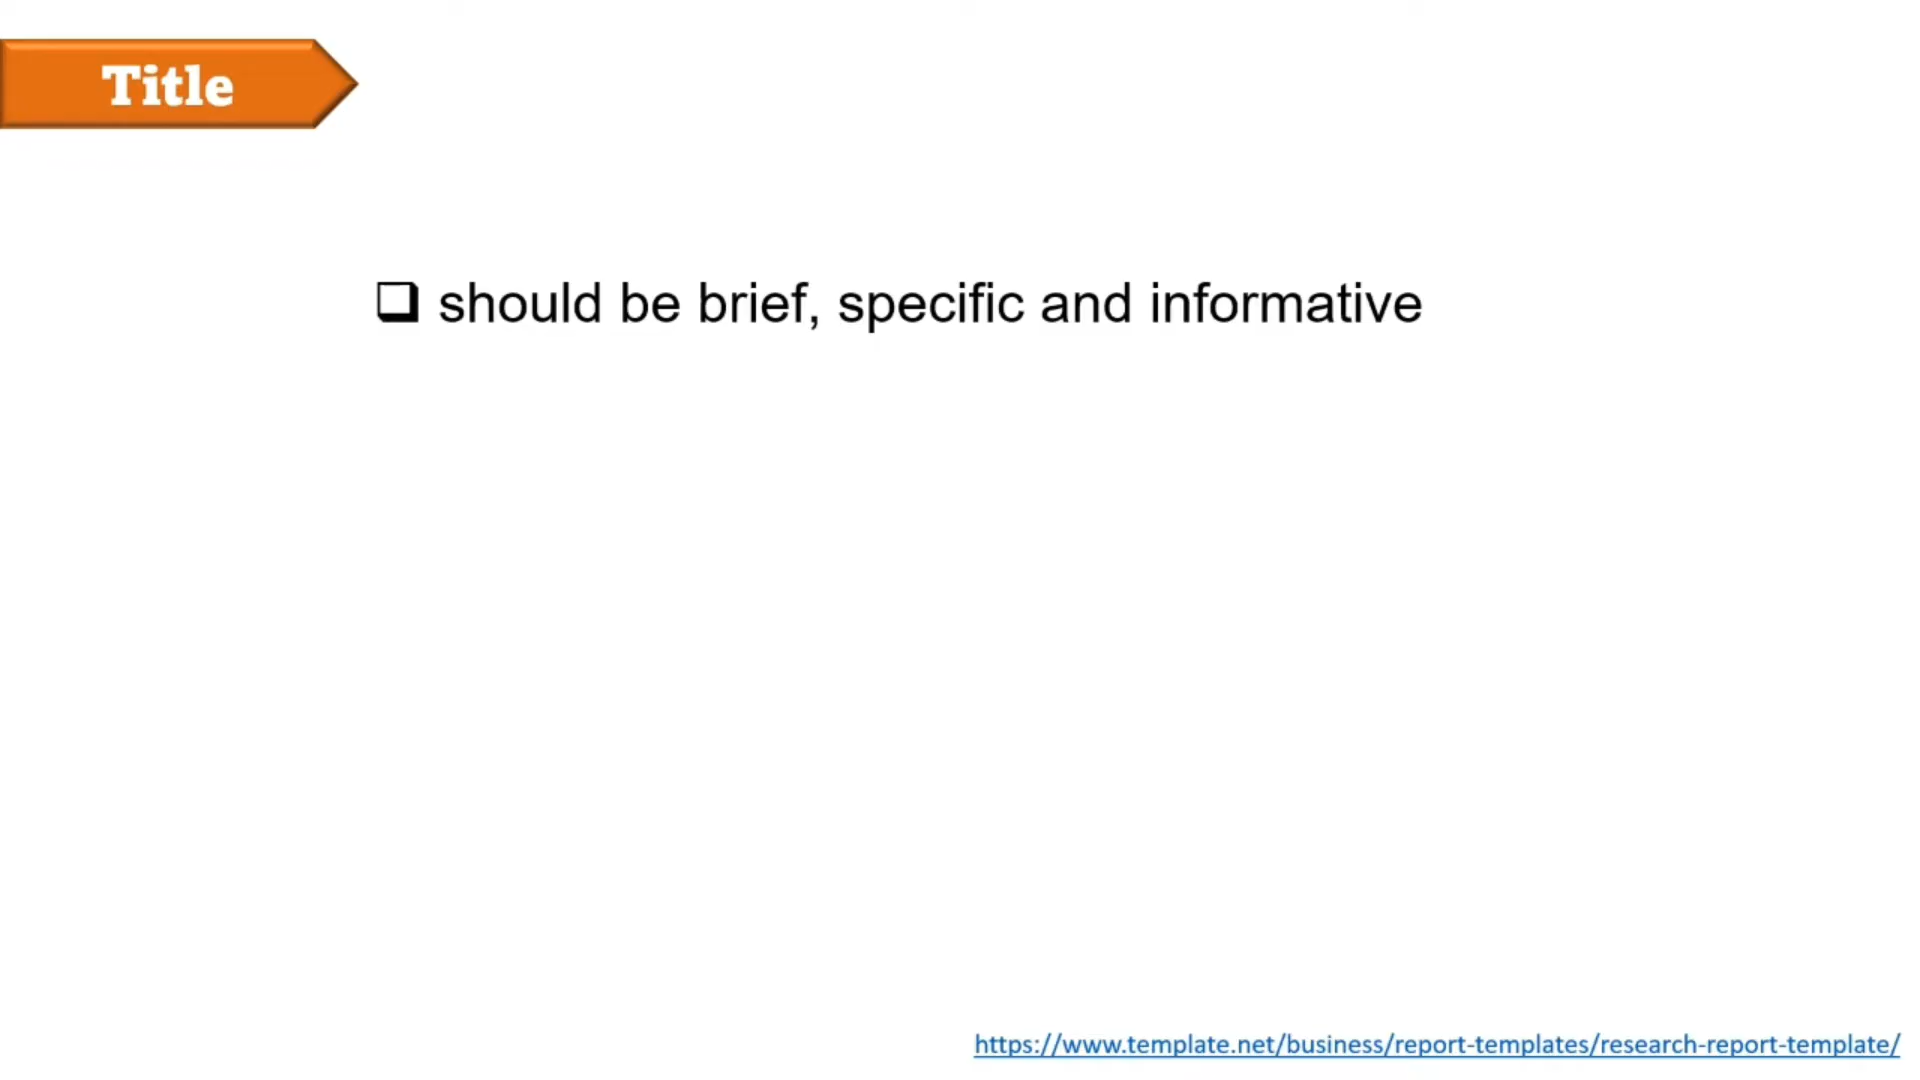 Title
should be brief, specific and informative
https://www.template.net/business/report-templates/research-report-template/